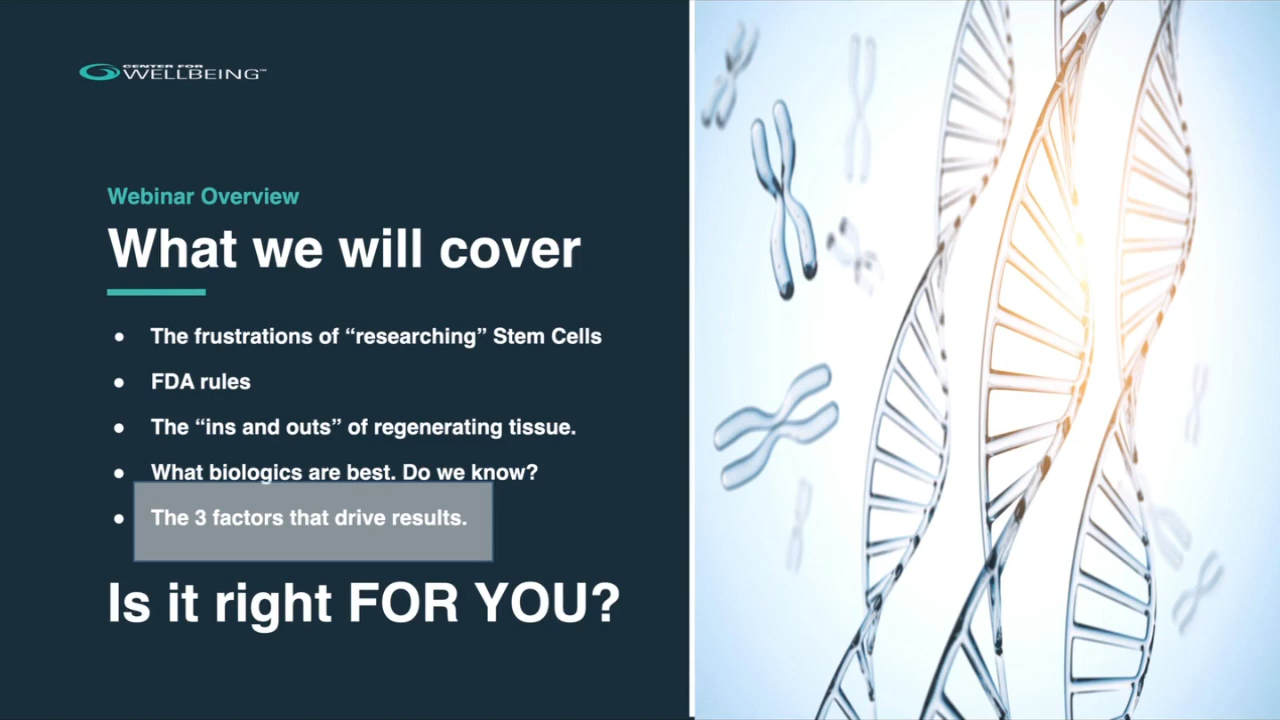 CENTER FOR
WELLBEING™
Webinar Overview
What we will cover
● The frustrations of “researching” Stem Cells
● FDA rules
● The “ins and outs” of regenerating tissue.
● What biologics are best. Do we know?
● The 3 factors that drive results.
Is it right FOR YOU?